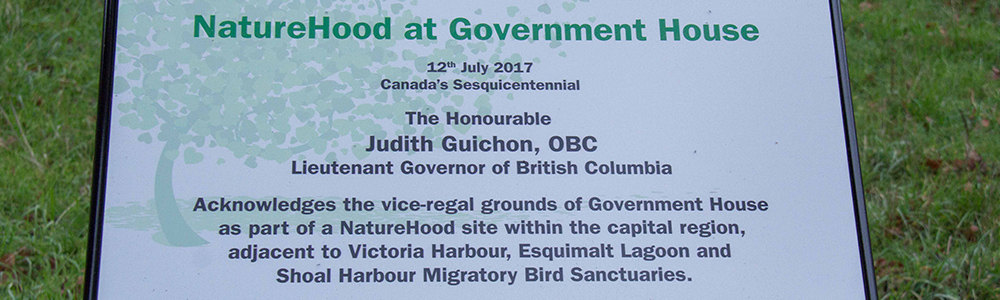 NatureHood at Government House
12th July 2017
Canada's Sesquicentennial
The Honourable
Judith Guichon, OBC
Lieutenant Governor of British Columbia
Acknowledges the vice-regal grounds of Government House
as part of a NatureHood site within the capital region,
adjacent to Victoria Harbour, Esquimalt Lagoon and
Shoal Harbour Migratory Bird Sanctuaries.